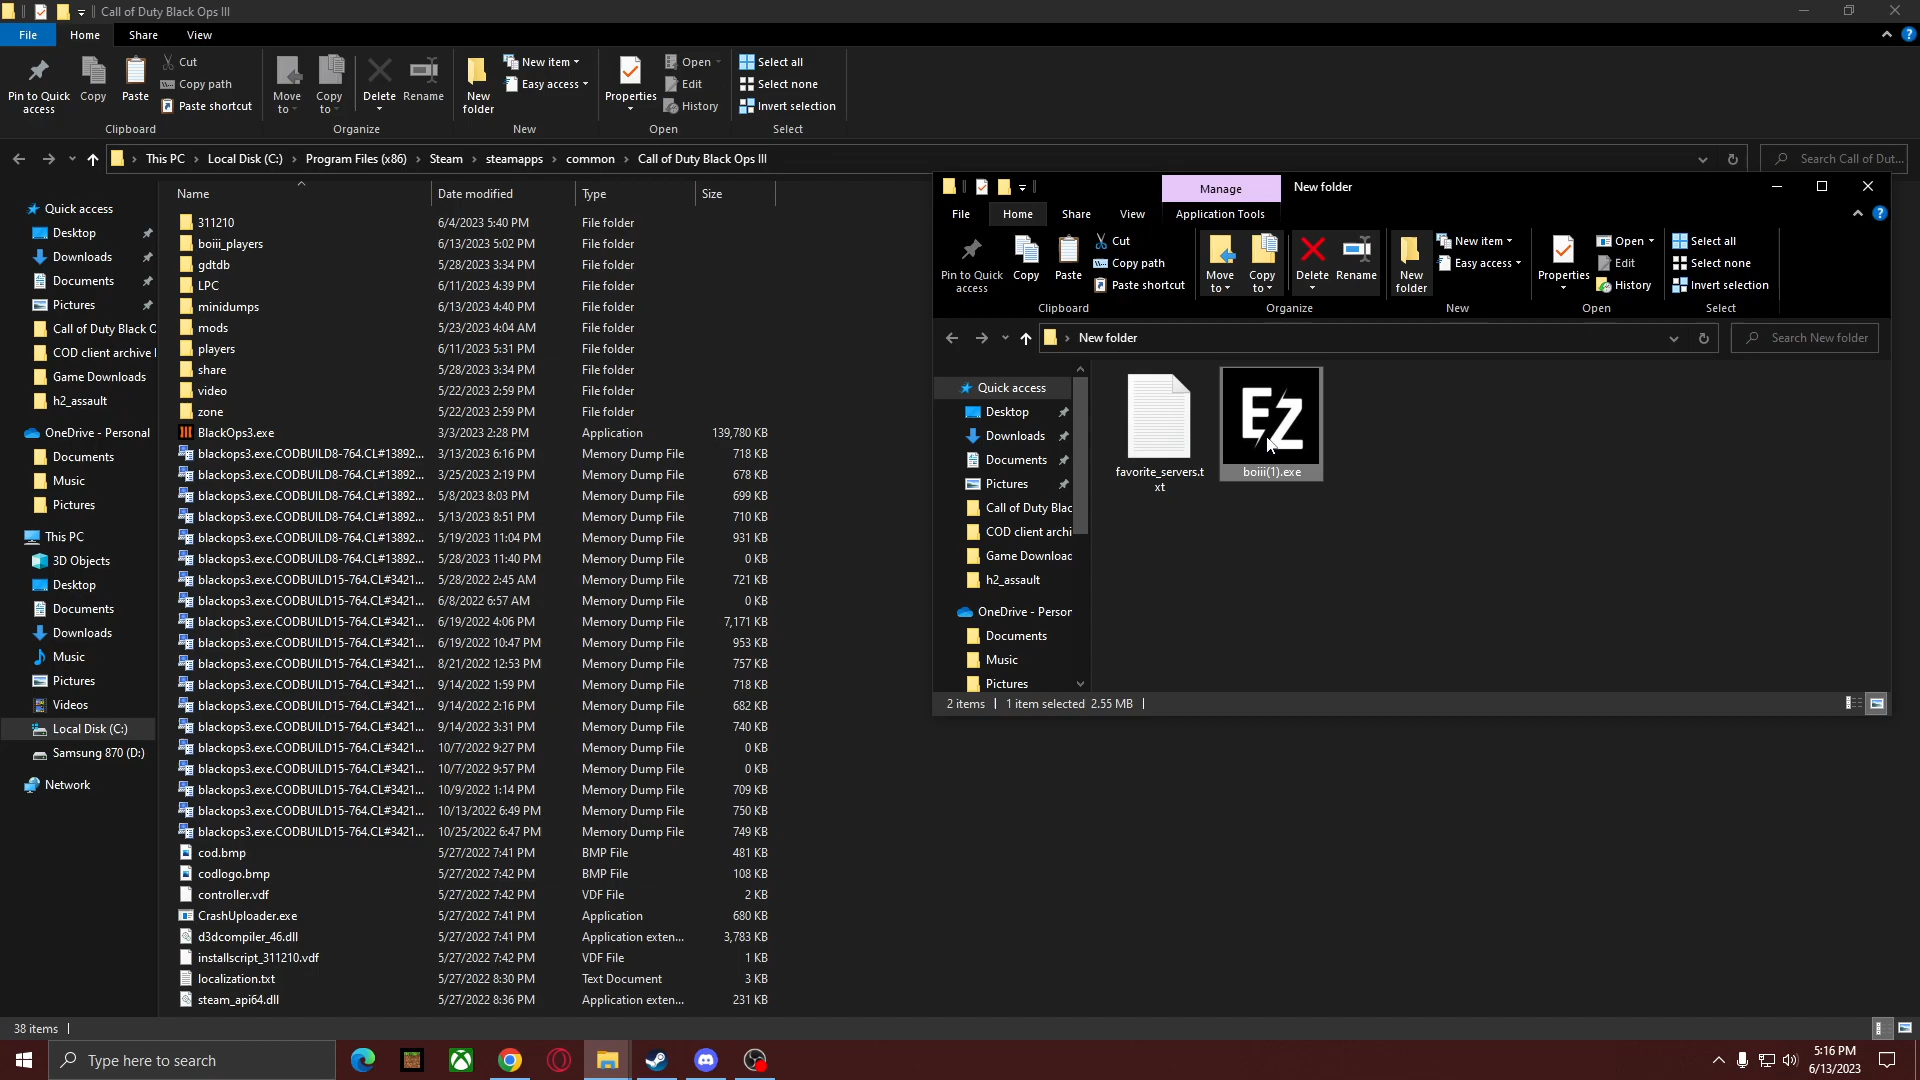 Call of Duty Black Ops III
File Home Share View
Pin to Quick access
Copy
Paste
Cut
Copy path
Paste shortcut
Clipboard
Move to
Copy to
Delete
Rename
Organize
New folder
New item
Easy access
New
Properties
Open
Edit
History
Open
Select all
Select none
Invert selection
Select
This PC › Local Disk (C:) › Program Files (x86) › Steam › steamapps › common › Call of Duty Black Ops III
Search Call of Dut...
Quick access
Desktop
Downloads
Documents
Pictures
Call of Duty Black C
COD client archive
Game Downloads
h2_assault
OneDrive - Personal
Documents
Music
Pictures
This PC
3D Objects
Desktop
Documents
Downloads
Music
Pictures
Videos
Local Disk (C:)
Samsung 870 (D:)
Network
Name Date modified Type Size
311210 6/4/2023 5:40 PM File folder
boiii_players 6/13/2023 5:02 PM File folder
gdtdb 5/28/2023 3:34 PM File folder
LPC 6/11/2023 4:39 PM File folder
minidumps 6/13/2023 4:40 PM File folder
mods 5/23/2023 4:04 AM File folder
players 6/11/2023 5:31 PM File folder
share 5/28/2023 3:34 PM File folder
video 5/22/2023 2:59 PM File folder
zone 5/22/2023 2:59 PM File folder
BlackOps3.exe 3/3/2023 2:28 PM Application 139,780 KB
blackops3.exe.CODBUILD8-764.CL#13892... 3/13/2023 6:16 PM Memory Dump File 718 KB
blackops3.exe.CODBUILD8-764.CL#13892... 3/25/2023 2:19 PM Memory Dump File 678 KB
blackops3.exe.CODBUILD8-764.CL#13892... 5/8/2023 8:03 PM Memory Dump File 699 KB
blackops3.exe.CODBUILD8-764.CL#13892... 5/13/2023 8:51 PM Memory Dump File 710 KB
blackops3.exe.CODBUILD8-764.CL#13892... 5/19/2023 11:04 PM Memory Dump File 931 KB
blackops3.exe.CODBUILD8-764.CL#13892... 5/28/2023 11:40 PM Memory Dump File 0 KB
blackops3.exe.CODBUILD15-764.CL#3421... 5/28/2022 2:45 AM Memory Dump File 721 KB
blackops3.exe.CODBUILD15-764.CL#3421... 6/8/2022 6:57 AM Memory Dump File 0 KB
blackops3.exe.CODBUILD15-764.CL#3421... 6/19/2022 4:06 PM Memory Dump File 7,171 KB
blackops3.exe.CODBUILD15-764.CL#3421... 6/19/2022 10:47 PM Memory Dump File 953 KB
blackops3.exe.CODBUILD15-764.CL#3421... 8/21/2022 12:53 PM Memory Dump File 757 KB
blackops3.exe.CODBUILD15-764.CL#3421... 9/14/2022 1:59 PM Memory Dump File 718 KB
blackops3.exe.CODBUILD15-764.CL#3421... 9/14/2022 2:16 PM Memory Dump File 682 KB
blackops3.exe.CODBUILD15-764.CL#3421... 9/14/2022 3:31 PM Memory Dump File 740 KB
blackops3.exe.CODBUILD15-764.CL#3421... 10/7/2022 9:27 PM Memory Dump File 0 KB
blackops3.exe.CODBUILD15-764.CL#3421... 10/7/2022 9:57 PM Memory Dump File 0 KB
blackops3.exe.CODBUILD15-764.CL#3421... 10/9/2022 1:14 PM Memory Dump File 709 KB
blackops3.exe.CODBUILD15-764.CL#3421... 10/13/2022 6:49 PM Memory Dump File 750 KB
blackops3.exe.CODBUILD15-764.CL#3421... 10/25/2022 6:47 PM Memory Dump File 749 KB
cod.bmp 5/27/2022 7:41 PM BMP File 481 KB
codlogo.bmp 5/27/2022 7:42 PM BMP File 108 KB
controller.vdf 5/27/2022 7:42 PM VDF File 2 KB
CrashUploader.exe 5/27/2022 7:41 PM Application 680 KB
d3dcompiler_46.dll 5/27/2022 7:41 PM Application exten... 3,783 KB
installscript_311210.vdf 5/27/2022 7:42 PM VDF File 1 KB
localization.txt 5/27/2022 8:30 PM Text Document 3 KB
steam_api64.dll 5/27/2022 8:36 PM Application exten... 231 KB
38 items
Manage
New folder
File Home Share View Application Tools
Pin to Quick access
Copy
Paste
Cut
Copy path
Paste shortcut
Clipboard
Move to
Copy to
Delete
Rename
Organize
New folder
New item
Easy access
New
Properties
Open
Edit
History
Open
Select all
Select none
Invert selection
Select
› New folder
Search New folder
Quick access
Desktop
Downloads
Documents
Pictures
Call of Duty Blac
COD client archi
Game Downloac
h2_assault
OneDrive - Person
Documents
Music
Pictures
favorite_servers.t
xt
EZ
boiii(1).exe
2 items 1 item selected 2.55 MB
Type here to search
5:16 PM
6/13/2023